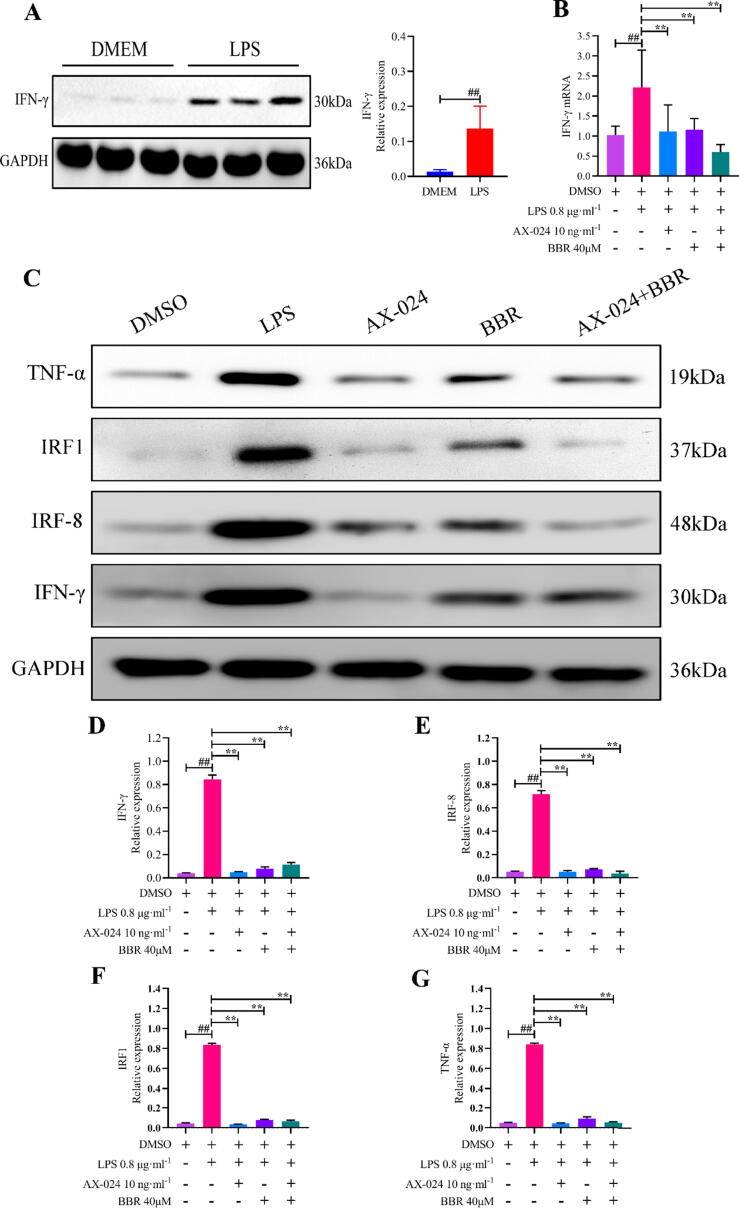 A
DMEM LPS
IFN-γ 30kDa
GAPDH 36kDa
IFN-γ
Relative expression
0.4
0.3
0.2
0.1
0.0
##
DMEM LPS
B
IFN-γ mRNA
3.5
3.0
2.5
2.0
1.5
1.0
0.5
0.0
**
**
## **
DMSO + + + + +
LPS 0.8 μg·ml-1 - + + + +
AX-024 10 ng·ml-1 - - + - +
BBR 40μM - - - + +
C
DMSO LPS AX-024 BBR AX-024+BBR
TNF-α 19kDa
IRF1 37kDa
IRF-8 48kDa
IFN-γ 30kDa
GAPDH 36kDa
D
IFN-γ
Relative expression
1.2
1.0
0.8
0.6
0.4
0.2
0.0
**
**
## **
DMSO + + + + +
LPS 0.8 μg·ml-1 - + + + +
AX-024 10 ng·ml-1 - - + - +
BBR 40μM - - - + +
E
IRF-8
Relative expression
1.2
1.0
0.8
0.6
0.4
0.2
0.0
**
**
## **
DMSO + + + + +
LPS 0.8 μg·ml-1 - + + + +
AX-024 10 ng·ml-1 - - + - +
BBR 40μM - - - + +
F
IRF1
Relative expression
1.2
1.0
0.8
0.6
0.4
0.2
0.0
**
**
## **
DMSO + + + + +
LPS 0.8 μg·ml-1 - + + + +
AX-024 10 ng·ml-1 - - + - +
BBR 40μM - - - + +
G
TNF-α
Relative expression
1.2
1.0
0.8
0.6
0.4
0.2
0.0
**
**
## **
DMSO + + + + +
LPS 0.8 μg·ml-1 - + + + +
AX-024 10 ng·ml-1 - - + - +
BBR 40μM - - - + +